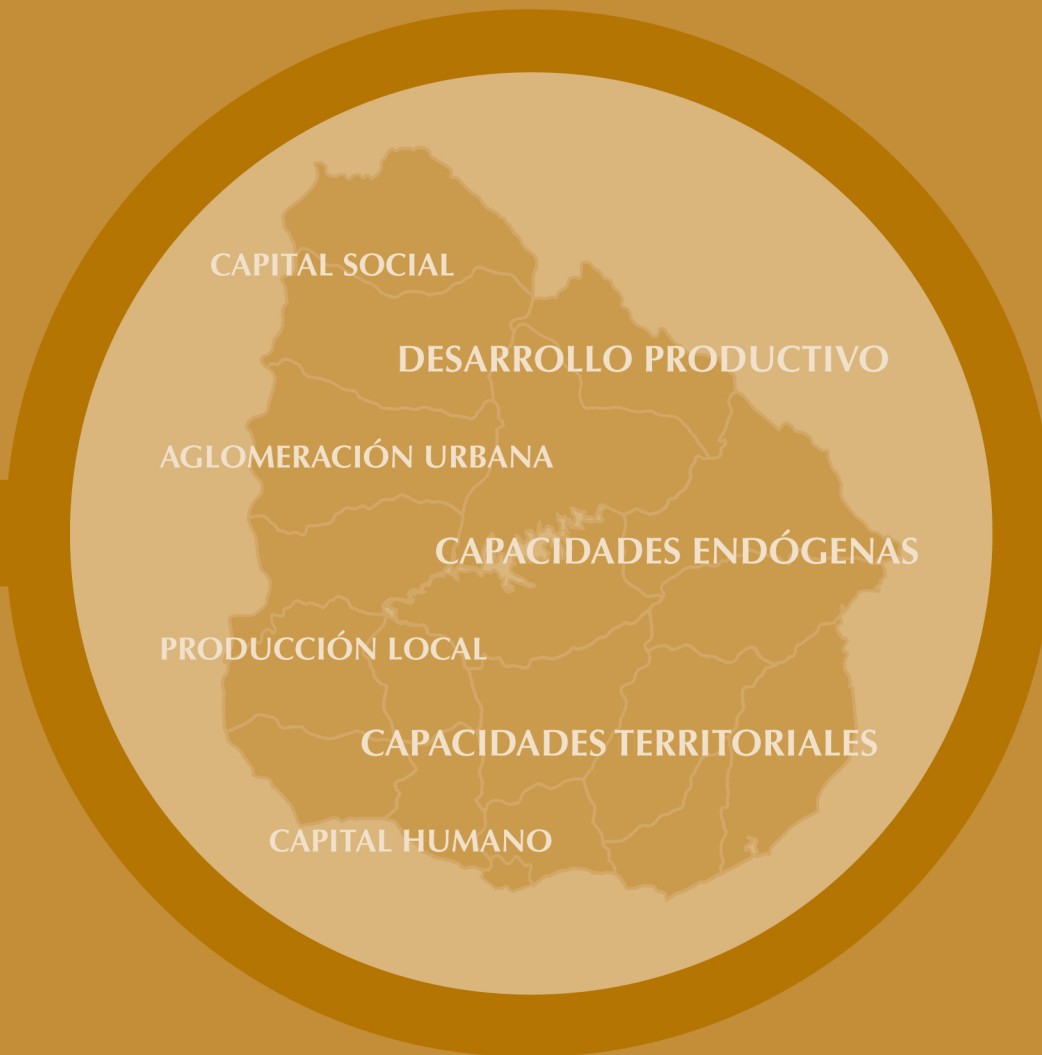 CAPITAL SOCIAL
DESARROLLO PRODUCTIVO
AGLOMERACIÓN URBANA
CAPACIDADES ENDÓGENAS
PRODUCCIÓN LOCAL
CAPACIDADES TERRITORIALES
CAPITAL HUMANO